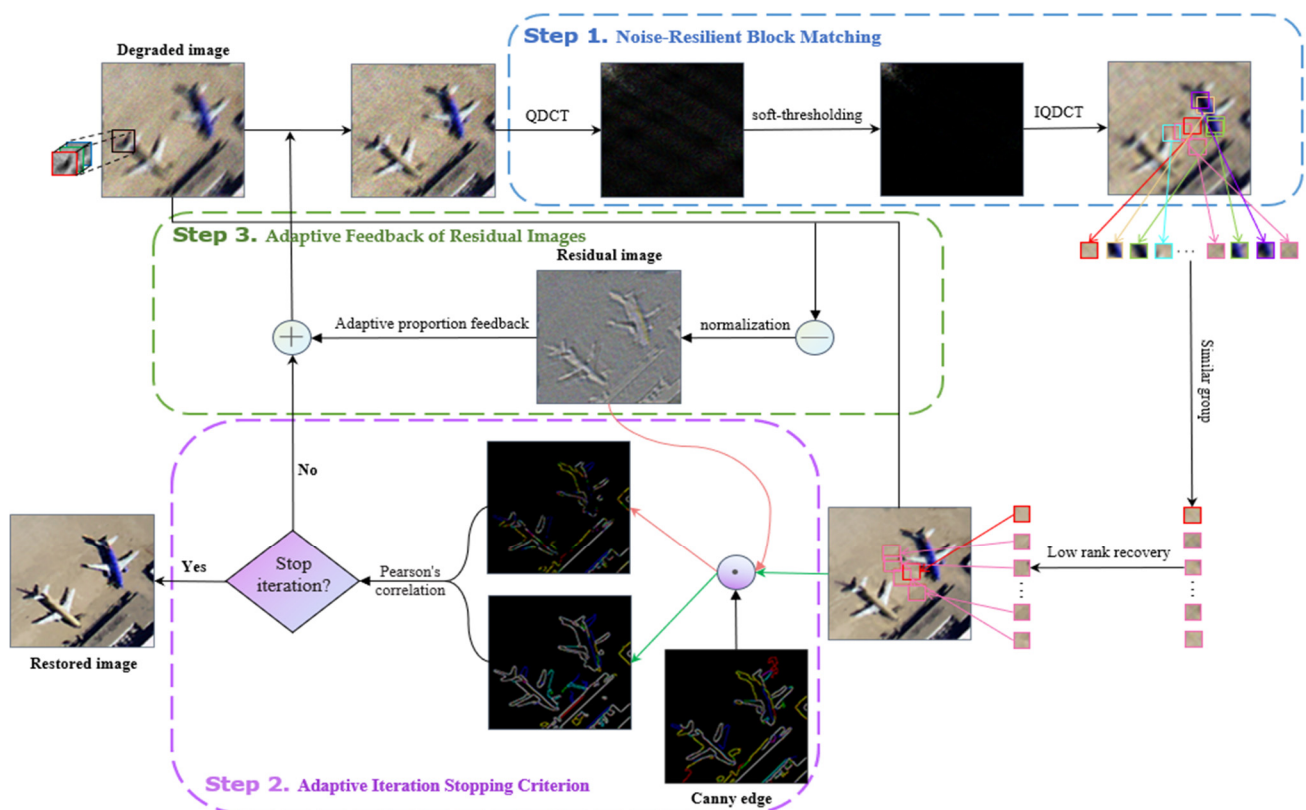 Step 1. Noise-Resilient Block Matching
Degraded image
QDCT
soft-thresholding
IQDCT
...
Step 3. Adaptive Feedback of Residual Images
Residual image
Adaptive proportion feedback
normalization
Similar group
No
Stop
iteration?
Yes
Pearson's
correlation
Low rank recovery
Restored image
Step 2. Adaptive Iteration Stopping Criterion
Canny edge